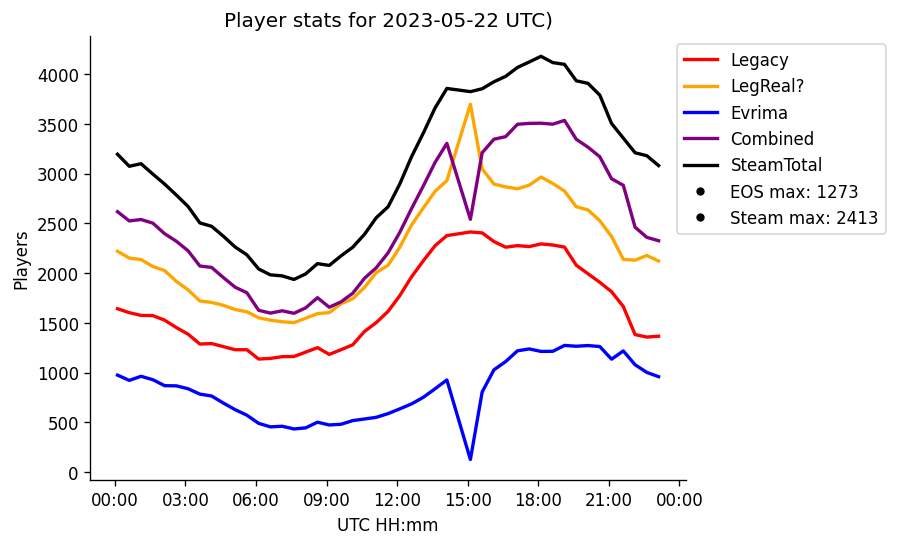 Player stats for 2023-05-22 UTC)
Legacy
LegReal?
Evrima
Combined
SteamTotal
EOS max: 1273
Steam max: 2413
Players
4000
3500
3000
2500
2000
1500
1000
500
0
00:00 03:00 06:00 09:00 12:00 15:00 18:00 21:00 00:00
UTC HH:mm